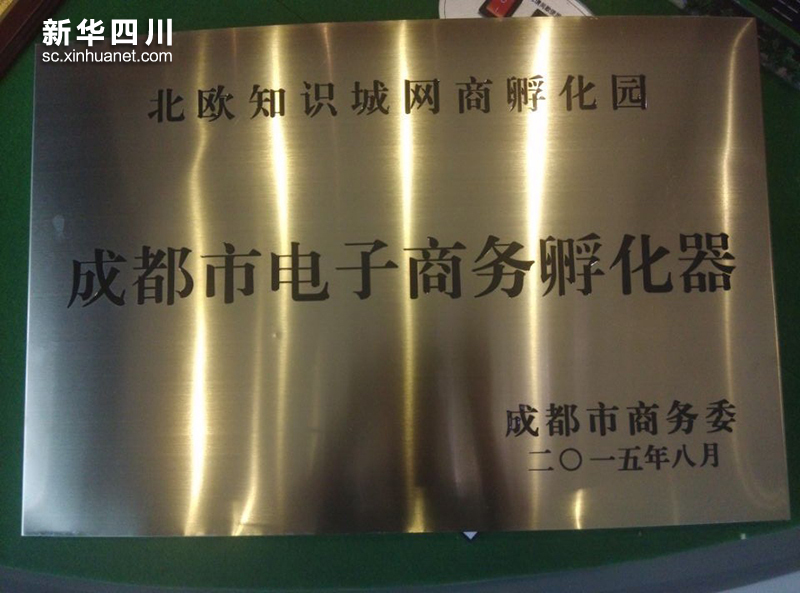 新华四川
sc.xinhuanet.com
北欧知识城网商孵化园
成都市电子商务孵化器
成都市商务委
二〇一五年八月